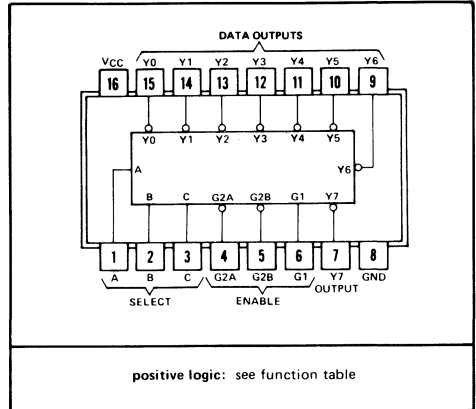 DATA OUTPUTS
VCC Y0 Y1 Y2 Y3 Y4 Y5 Y6
16 15 14 13 12 11 10 9
Y0 Y1 Y2 Y3 Y4 Y5
A Y6
B C G2A G2B G1 Y7
1 2 3 4 5 6 7 8
A B C G2A G2B G1 Y7 GND
SELECT ENABLE OUTPUT
positive logic: see function table